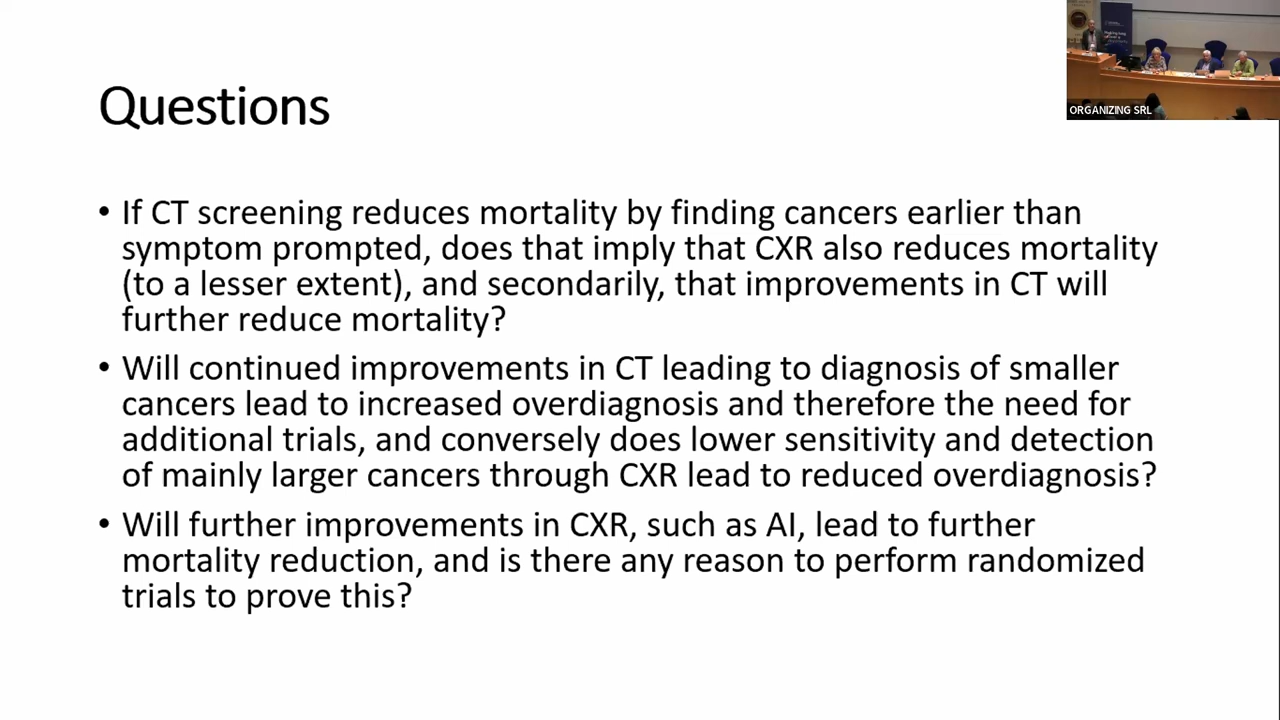 Questions
ORGANIZING SRL
• If CT screening reduces mortality by finding cancers earlier than
symptom prompted, does that imply that CXR also reduces mortality
(to a lesser extent), and secondarily, that improvements in CT will
further reduce mortality?
• Will continued improvements in CT leading to diagnosis of smaller
cancers lead to increased overdiagnosis and therefore the need for
additional trials, and conversely does lower sensitivity and detection
of mainly larger cancers through CXR lead to reduced overdiagnosis?
• Will further improvements in CXR, such as AI, lead to further
mortality reduction, and is there any reason to perform randomized
trials to prove this?